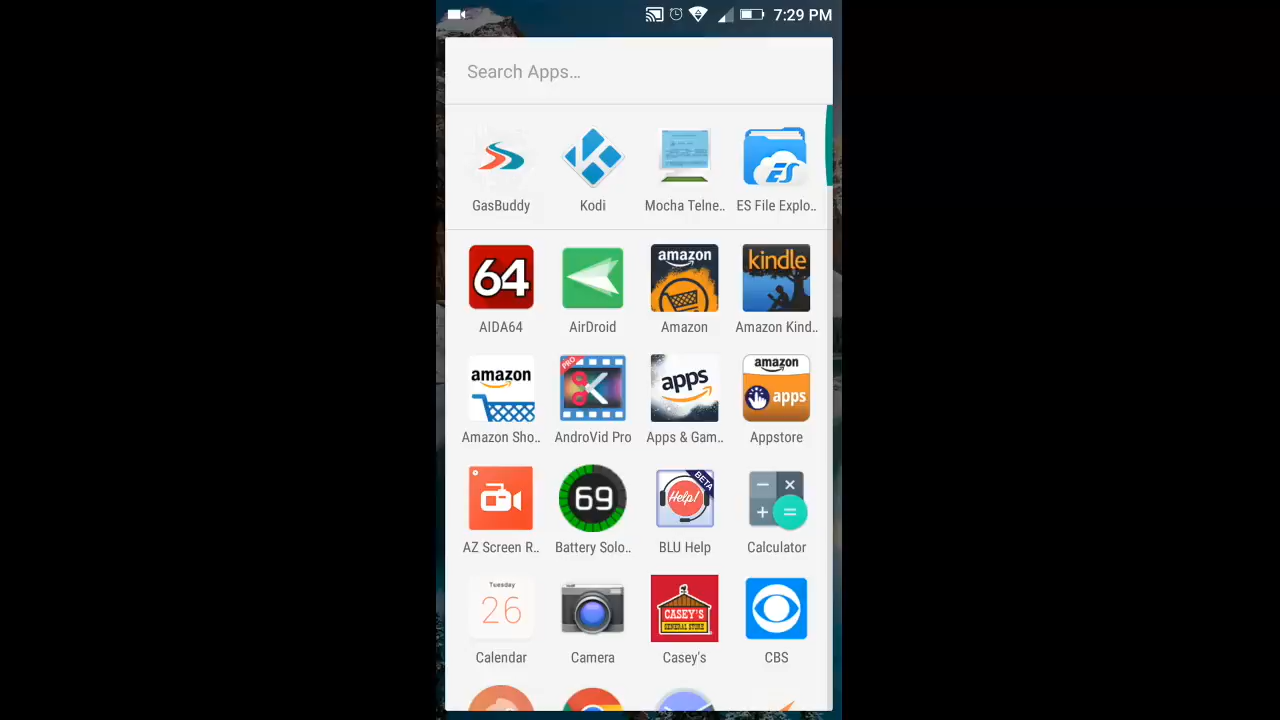 7:29 PM
Search Apps...
GasBuddy
Kodi
Mocha Telne..
ES
ES File Explo..
64
AIDA64
AirDroid
amazon
Amazon
kindle
Amazon Kind..
amazon
Amazon Sho..
PRO
AndroVid Pro
apps
Apps & Gam..
amazon
apps
Appstore
AZ Screen R..
69
Battery Solo..
BETA
Help!
BLU Help
Calculator
Tuesday
26
Calendar
Camera
CASEY'S
GENERAL STORE
Casey's
CBS